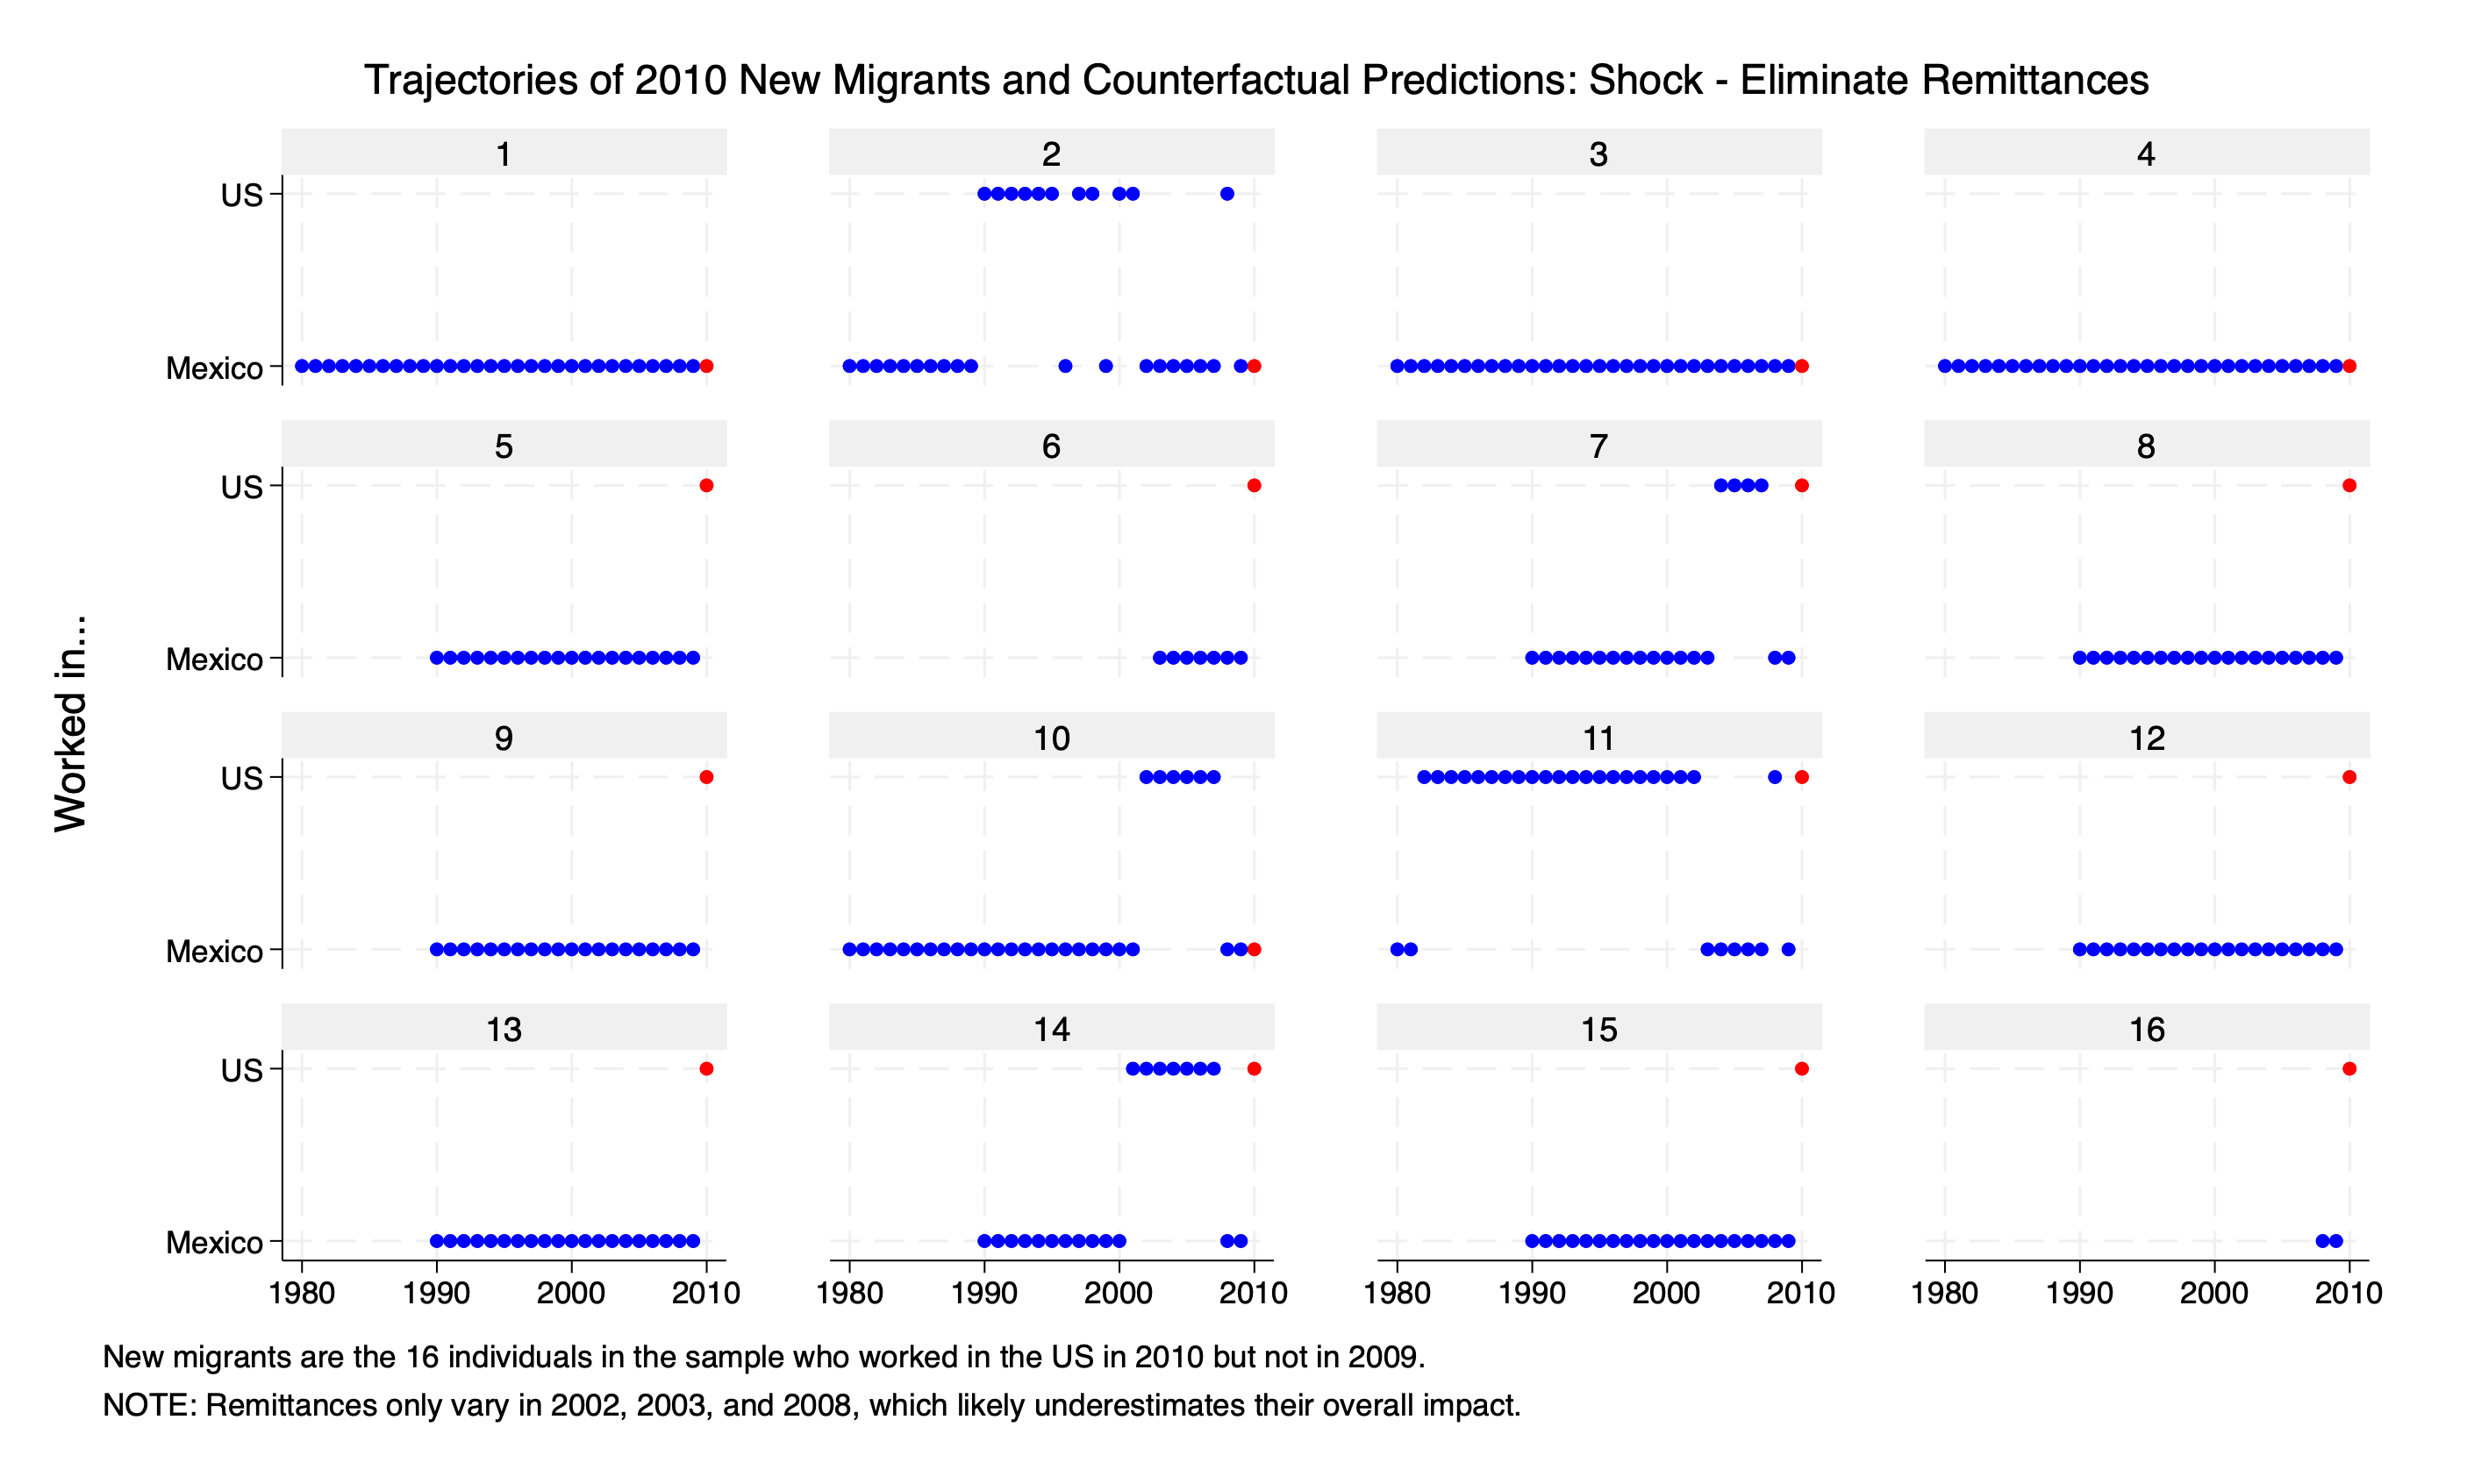 Trajectories of 2010 New Migrants and Counterfactual Predictions: Shock - Eliminate Remittances
1 2 3 4
US
Mexico
5 6 7 8
US
Mexico
Worked in...
9 10 11 12
US
Mexico
13 14 15 16
US
Mexico
1980 1990 2000 2010 1980 1990 2000 2010 1980 1990 2000 2010 1980 1990 2000 2010
New migrants are the 16 individuals in the sample who worked in the US in 2010 but not in 2009.
NOTE: Remittances only vary in 2002, 2003, and 2008, which likely underestimates their overall impact.